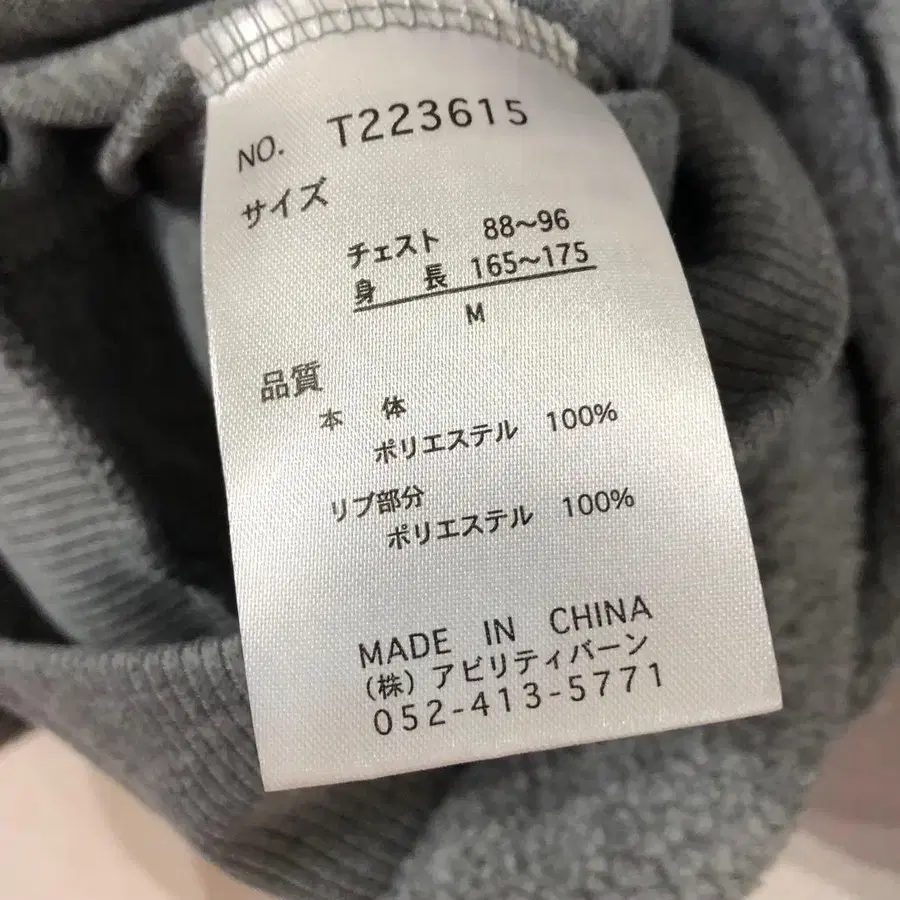 NO. T223615
サイズ
チェスト 88～96
身長 165～175
M
品質
本体
ポリエステル 100%
リブ部分
ポリエステル 100%
MADE IN CHINA
（株）アビリティバーン
052-413-5771